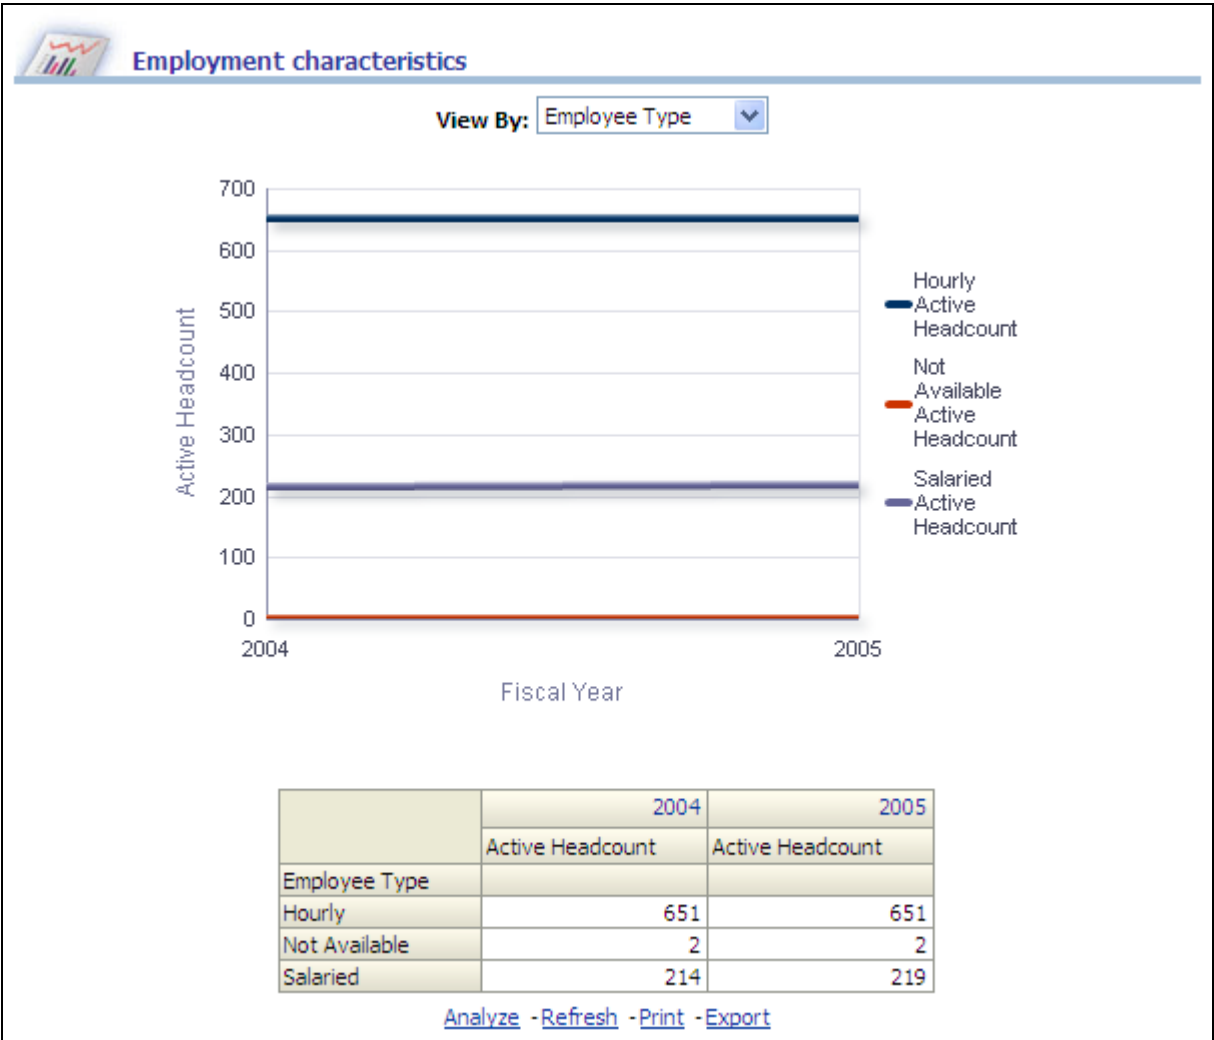 Employment characteristics
View By: Employee Type
700
600
500
400
300
200
100
0
Active Headcount
2004 2005
Fiscal Year
Hourly
Active
Headcount
Not
Available
Active
Headcount
Salaried
Active
Headcount
2004 2005
Active Headcount Active Headcount
Employee Type
Hourly 651 651
Not Available 2 2
Salaried 214 219
Analyze - Refresh - Print - Export